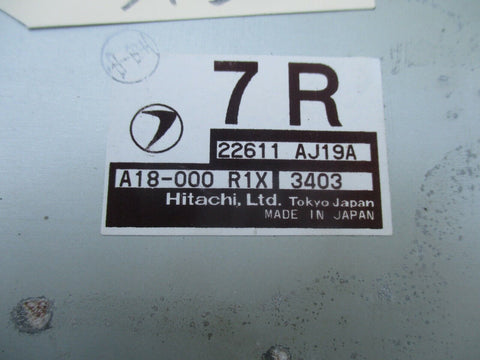 7R
22611 AJ19A
A18-000 R1X 3403
Hitachi, Ltd. Tokyo Japan
MADE IN JAPAN